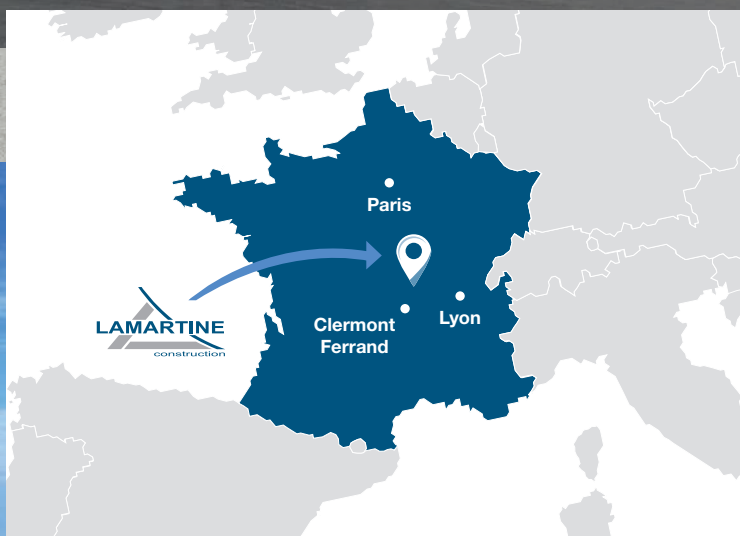 Paris
Clermont
Ferrand
Lyon
LAMARTINE
construction